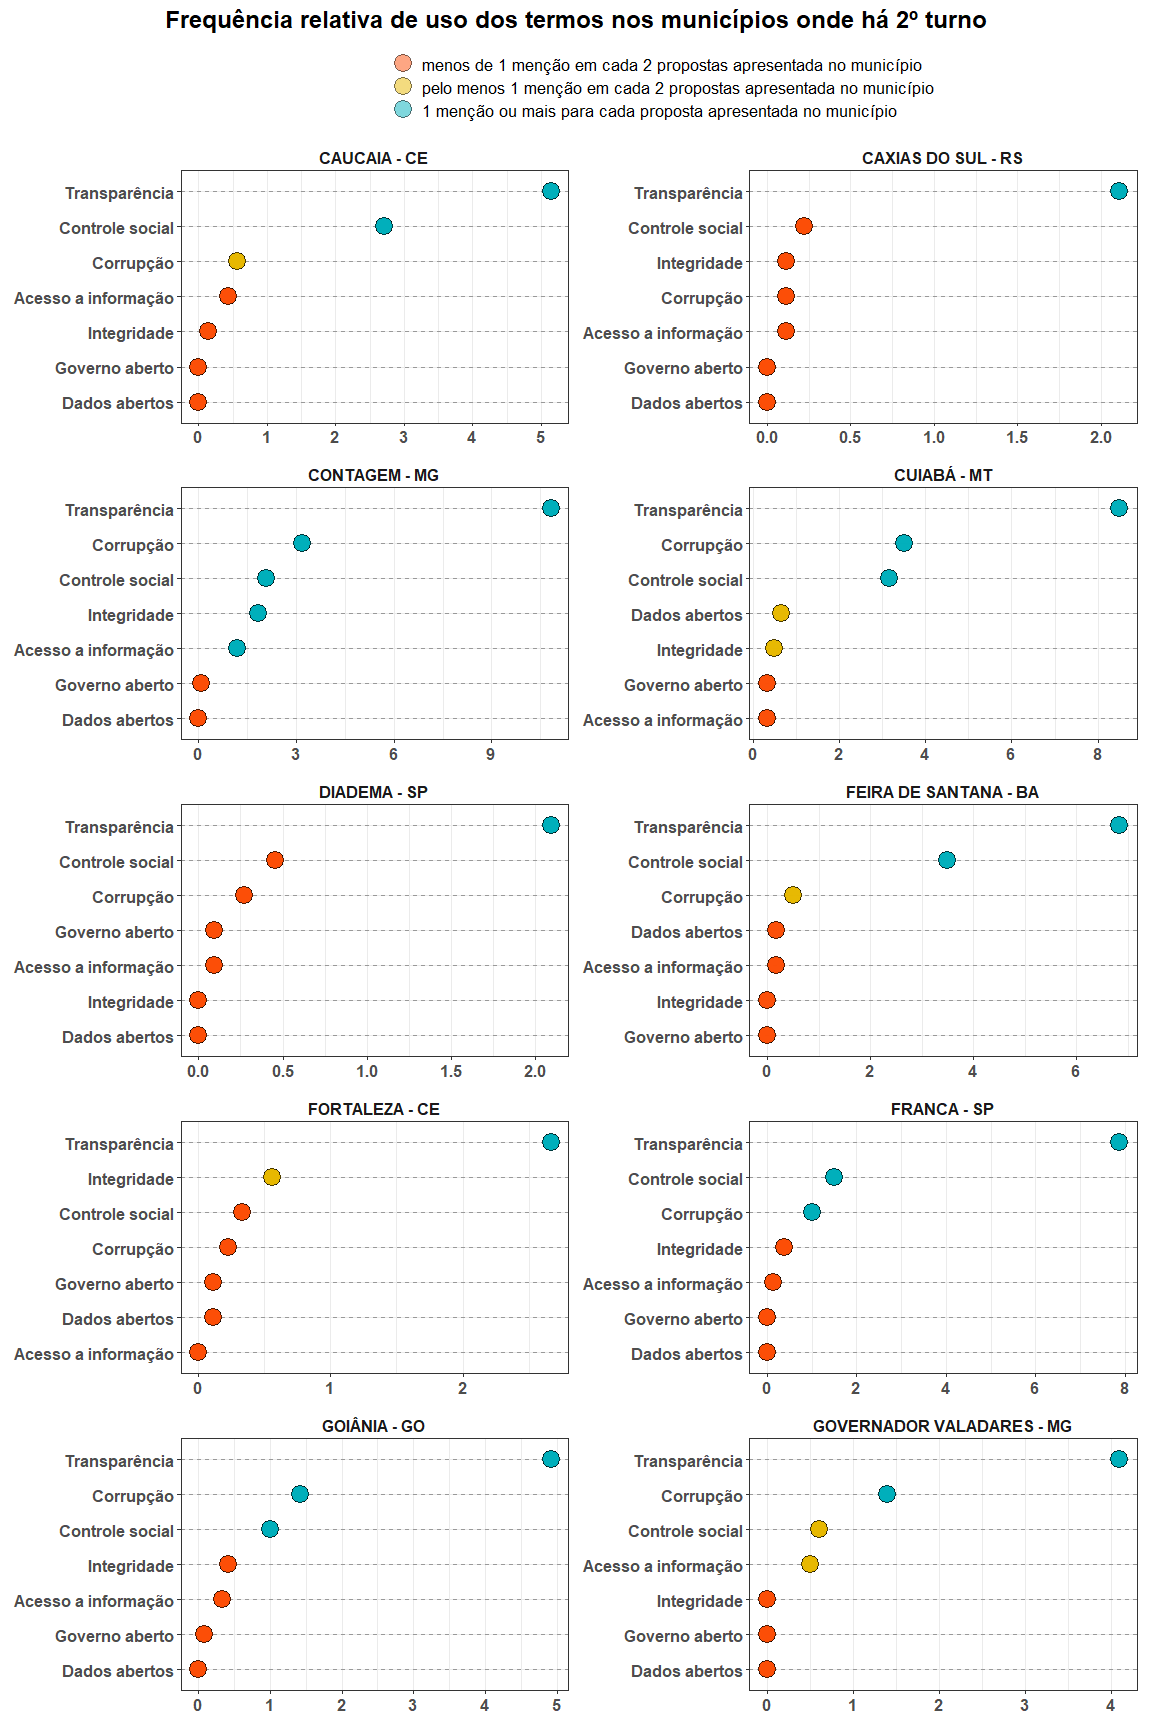 Frequência relativa de uso dos termos nos municípios onde há 2º turno
menos de 1 menção em cada 2 propostas apresentada no município
pelo menos 1 menção em cada 2 propostas apresentada no município
1 menção ou mais para cada proposta apresentada no município
CAUCAIA - CE
Transparência
Controle social
Corrupção
Acesso a informação
Integridade
Governo aberto
Dados abertos
0 1 2 3 4 5
CAXIAS DO SUL - RS
Transparência
Controle social
Integridade
Corrupção
Acesso a informação
Governo aberto
Dados abertos
0.0 0.5 1.0 1.5 2.0
CONTAGEM - MG
Transparência
Corrupção
Controle social
Integridade
Acesso a informação
Governo aberto
Dados abertos
0 3 6 9
CUIABÁ - MT
Transparência
Corrupção
Controle social
Dados abertos
Integridade
Governo aberto
Acesso a informação
0 2 4 6 8
DIADEMA - SP
Transparência
Controle social
Corrupção
Governo aberto
Acesso a informação
Integridade
Dados abertos
0.0 0.5 1.0 1.5 2.0
FEIRA DE SANTANA - BA
Transparência
Controle social
Corrupção
Dados abertos
Acesso a informação
Integridade
Governo aberto
0 2 4 6
FORTALEZA - CE
Transparência
Integridade
Controle social
Corrupção
Governo aberto
Dados abertos
Acesso a informação
0 1 2
FRANCA - SP
Transparência
Controle social
Corrupção
Integridade
Acesso a informação
Governo aberto
Dados abertos
0 2 4 6 8
GOIÂNIA - GO
Transparência
Corrupção
Controle social
Integridade
Acesso a informação
Governo aberto
Dados abertos
0 1 2 3 4 5
GOVERNADOR VALADARES - MG
Transparência
Corrupção
Controle social
Acesso a informação
Integridade
Governo aberto
Dados abertos
0 1 2 3 4